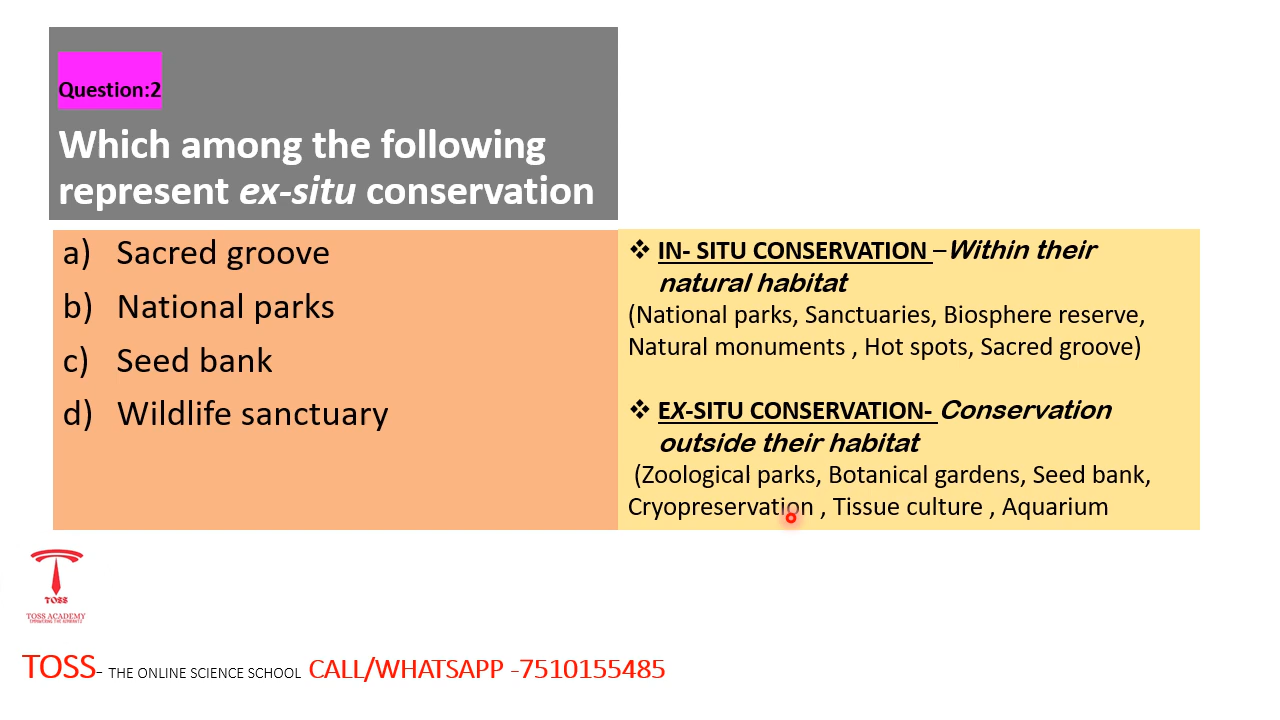 Question:2
Which among the following
represent ex-situ conservation
a) Sacred groove
b) National parks
c) Seed bank
d) Wildlife sanctuary
❖ IN- SITU CONSERVATION –Within their
natural habitat
(National parks, Sanctuaries, Biosphere reserve,
Natural monuments , Hot spots, Sacred groove)
❖ EX-SITU CONSERVATION- Conservation
outside their habitat
(Zoological parks, Botanical gardens, Seed bank,
Cryopreservation , Tissue culture , Aquarium
TOSS
TOSS ACADEMY
TOSS- THE ONLINE SCIENCE SCHOOL CALL/WHATSAPP -7510155485